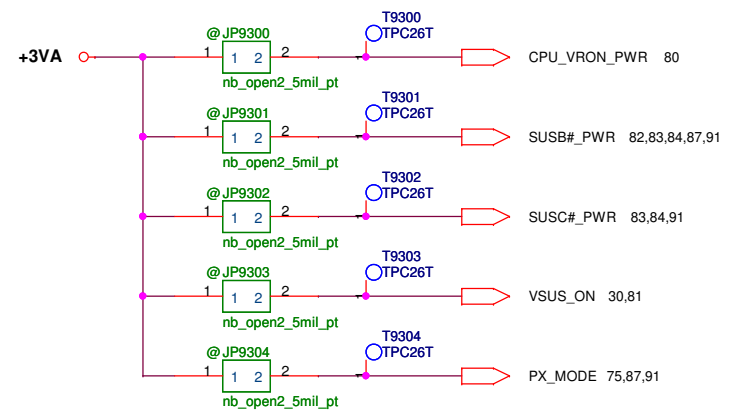 T9300
@ JP9300 TPC26T
+3VA 1 1 2 2 CPU_VRON_PWR 80
nb_open2_5mil_pt
T9301
@ JP9301 TPC26T
1 1 2 2 SUSB#_PWR 82,83,84,87,91
nb_open2_5mil_pt
T9302
@ JP9302 TPC26T
1 1 2 2 SUSC#_PWR 83,84,91
nb_open2_5mil_pt
T9303
@ JP9303 TPC26T
1 1 2 2 VSUS_ON 30,81
nb_open2_5mil_pt
T9304
@ JP9304 TPC26T
1 1 2 2 PX_MODE 75,87,91
nb_open2_5mil_pt